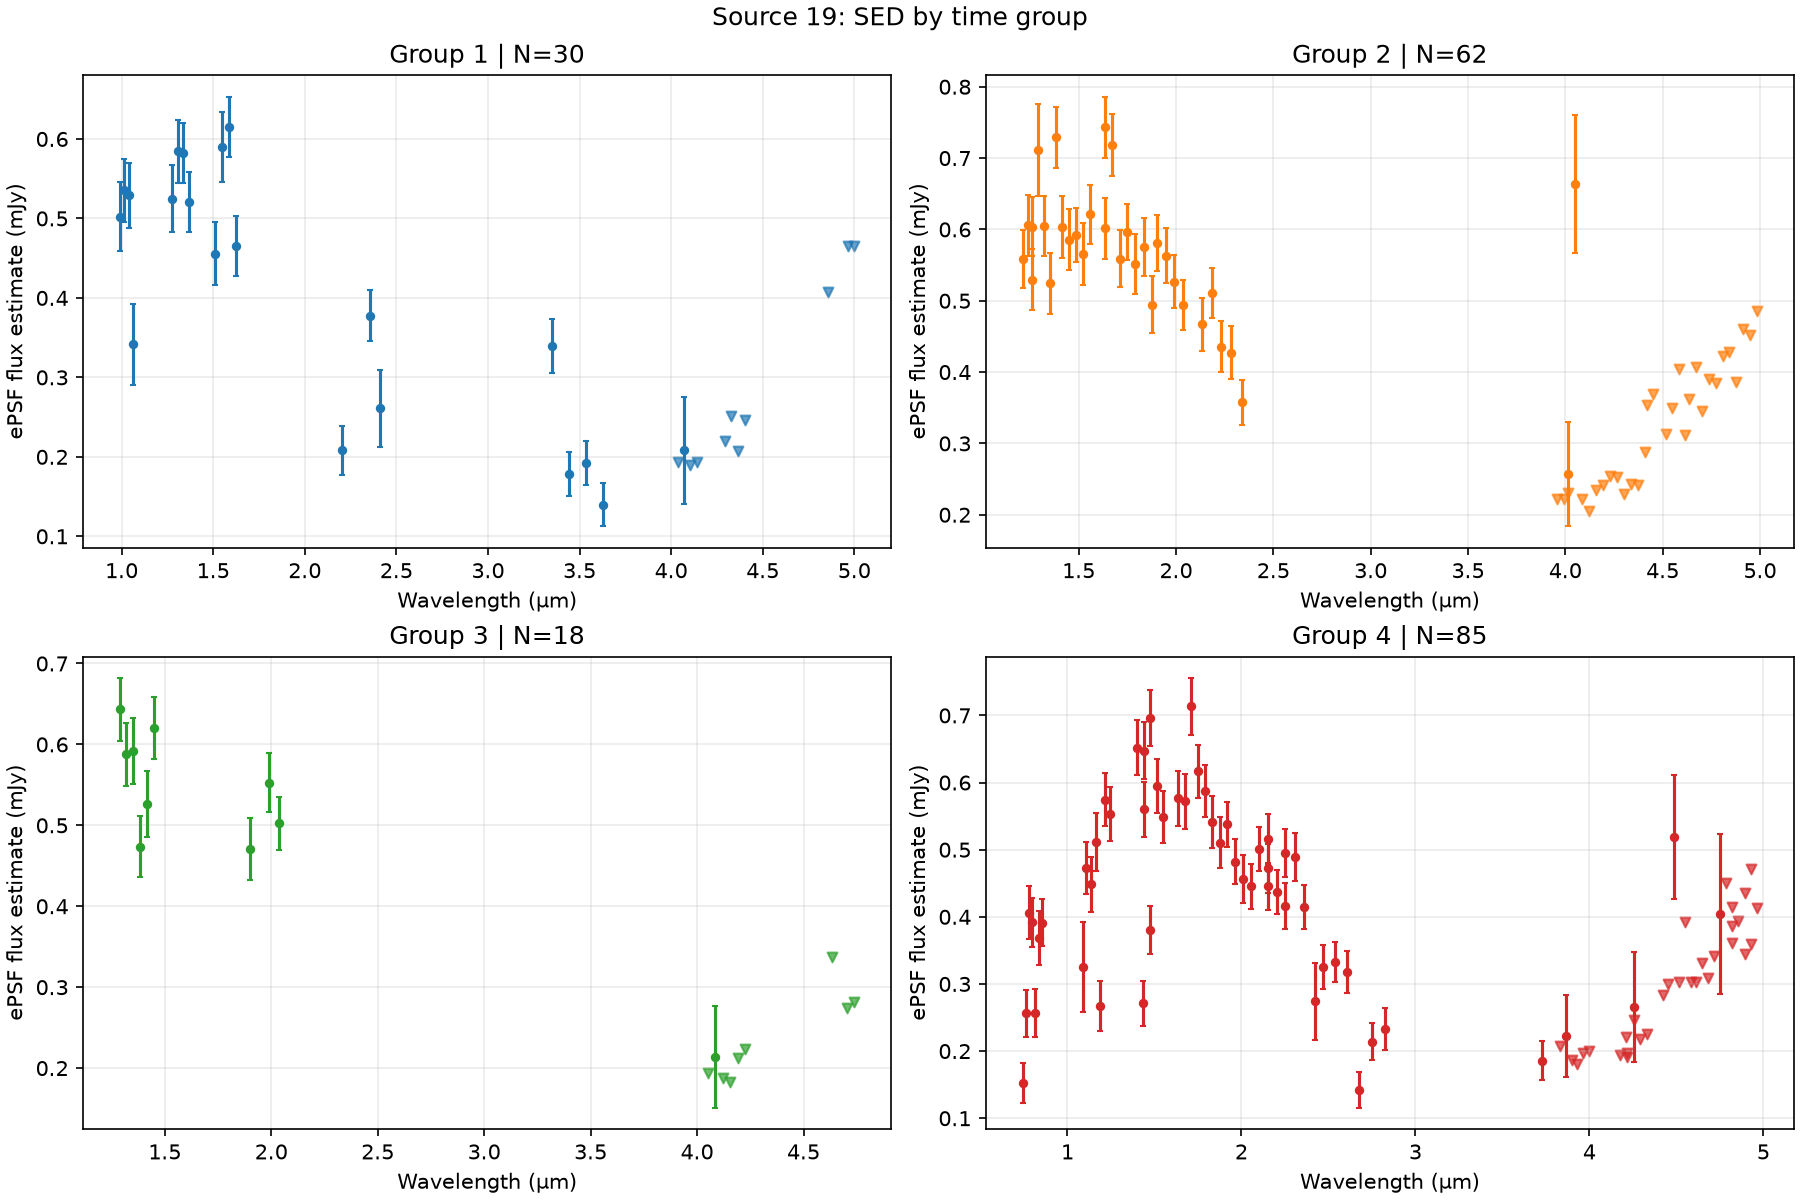 Source 19: SED by time group
Group 1 | N=30
ePSF flux estimate (mJy)
0.6
0.5
0.4
0.3
0.2
0.1
1.0 1.5 2.0 2.5 3.0 3.5 4.0 4.5 5.0
Wavelength (µm)
Group 2 | N=62
ePSF flux estimate (mJy)
0.8
0.7
0.6
0.5
0.4
0.3
0.2
1.5 2.0 2.5 3.0 3.5 4.0 4.5 5.0
Wavelength (µm)
Group 3 | N=18
ePSF flux estimate (mJy)
0.7
0.6
0.5
0.4
0.3
0.2
1.5 2.0 2.5 3.0 3.5 4.0 4.5
Wavelength (µm)
Group 4 | N=85
ePSF flux estimate (mJy)
0.7
0.6
0.5
0.4
0.3
0.2
0.1
1 2 3 4 5
Wavelength (µm)